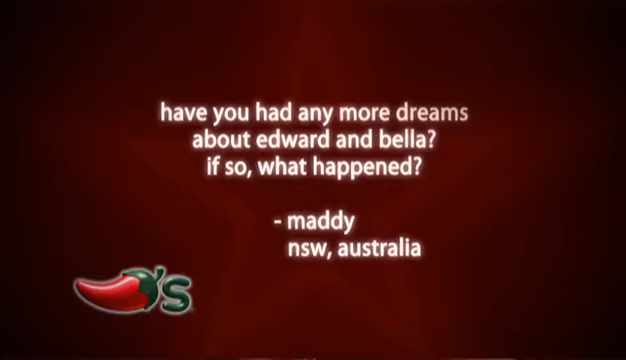 have you had any more dreams
about edward and bella?
if so, what happened?
- maddy
nsw, australia
's